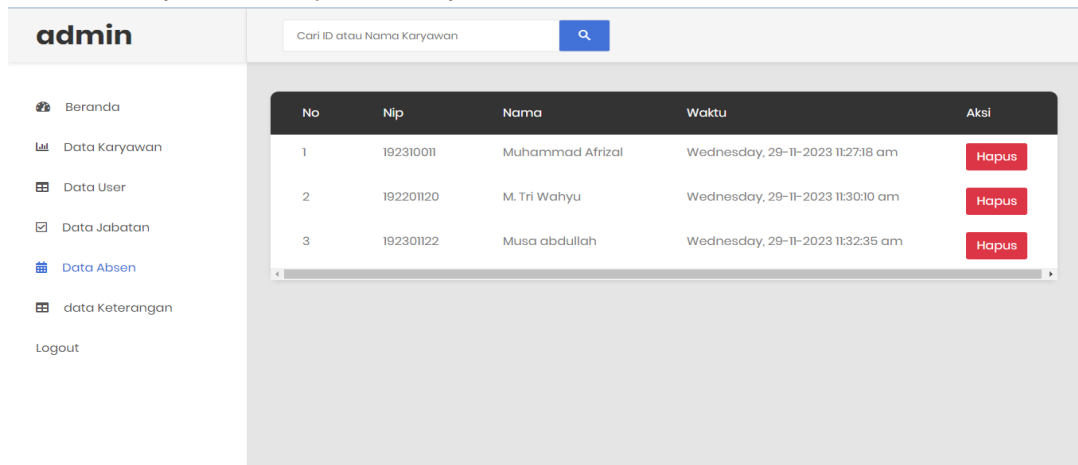 admin
Cari ID atau Nama Karyawan
Beranda
Data Karyawan
Data User
Data Jabatan
Data Absen
data Keterangan
Logout
No Nip Nama Waktu Aksi
1 192310011 Muhammad Afrizal Wednesday, 29-11-2023 11:27:18 am Hapus
2 192201120 M. Tri Wahyu Wednesday, 29-11-2023 11:30:10 am Hapus
3 192301122 Musa abdullah Wednesday, 29-11-2023 11:32:35 am Hapus